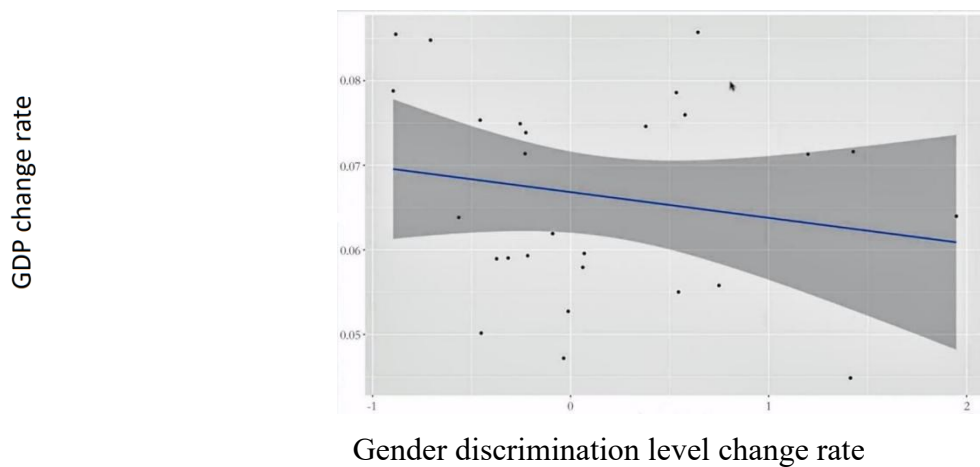 GDP change rate
0.08
0.07
0.06
0.05
-1 0 1 2
Gender discrimination level change rate